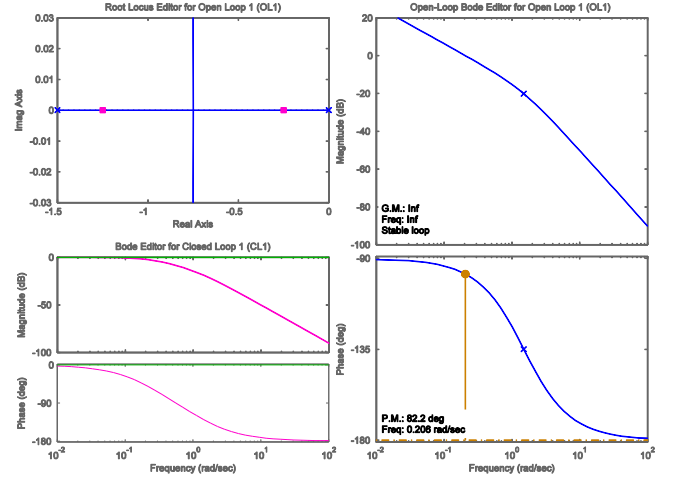 Root Locus Editor for Open Loop 1 (OL1)
0.03
0.02
0.01
0
-0.01
-0.02
-0.03
Imag Axis
-1.5
-1
-0.5
0
Real Axis
Open-Loop Bode Editor for Open Loop 1 (OL1)
20
0
-20
-40
-60
-80
-100
Magnitude (dB)
G.M.: Inf
Freq: Inf
Stable loop
Bode Editor for Closed Loop 1 (CL1)
0
-50
-100
Magnitude (dB)
0
-90
-180
Phase (deg)
10^-2
10^-1
10^0
10^1
10^2
Frequency (rad/sec)
-90
-135
-180
Phase (deg)
P.M.: 82.2 deg
Freq: 0.206 rad/sec
10^-2
10^-1
10^0
10^1
10^2
Frequency (rad/sec)